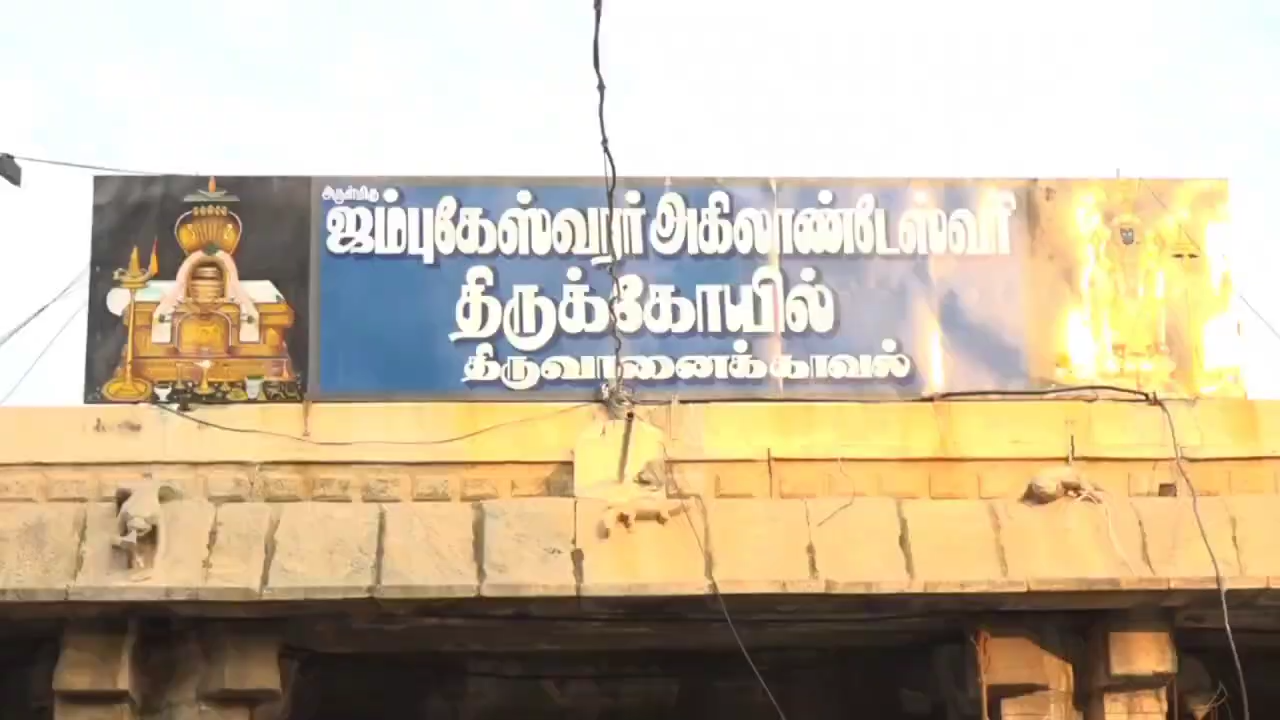 அருள்மிகு
ஜம்புகேஸ்வரர் அகிலாண்டேஸ்வரி
திருக்கோயில்
திருவானைக்காவல்